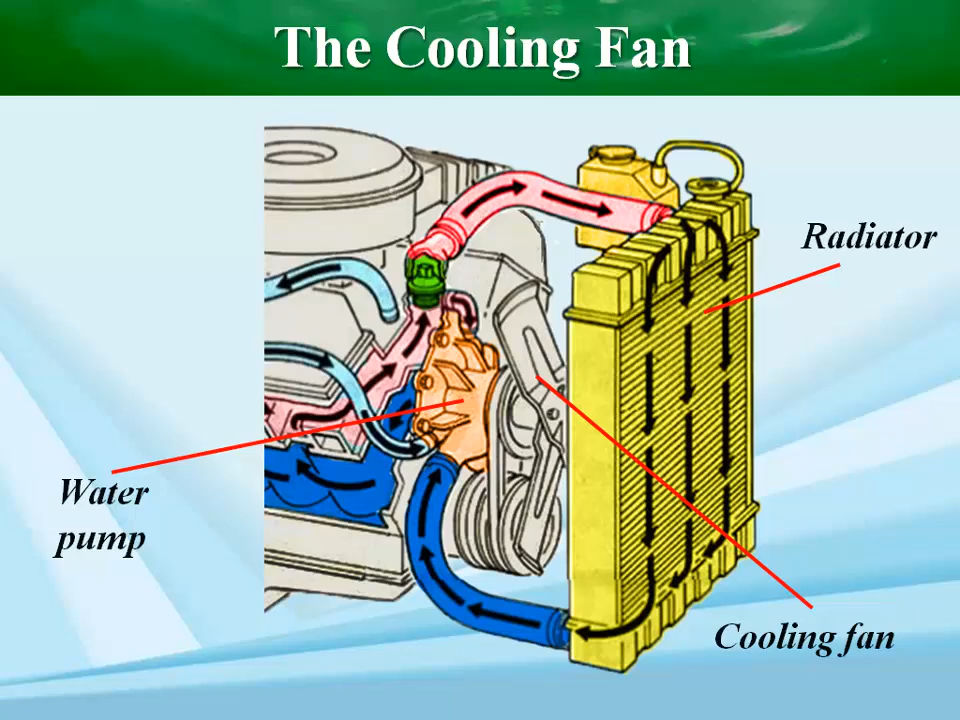 The Cooling Fan
Radiator
Water
pump
Cooling fan